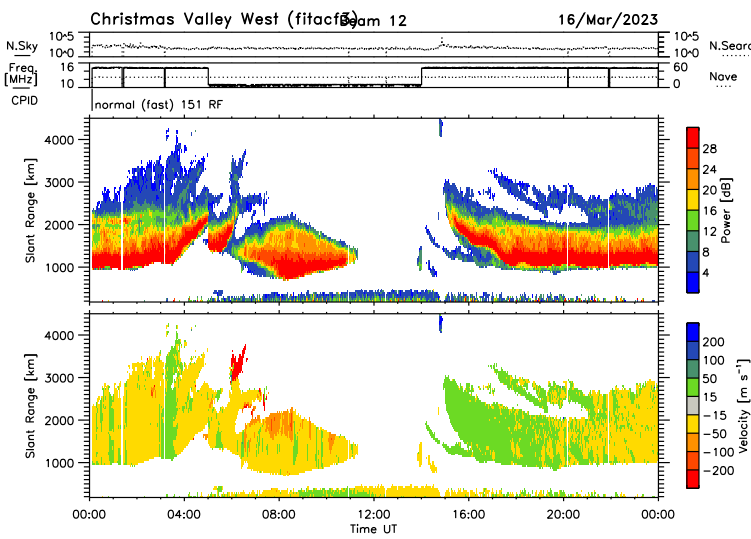 Christmas Valley West (fitacf3) Beam 12 16/Mar/2023
N.Sky 10^5 10^0 10^5 10^0 N.Sear
Freq. [MHz] 16 10 60 0 Nave
CPID normal (fast) 151 RF
Slant Range [km] 4000 3000 2000 1000
28 24 20 16 12 8 4 Power [dB]
Slant Range [km] 4000 3000 2000 1000
200 100 50 15 -15 -50 -100 -200 Velocity [m s⁻¹]
00:00 04:00 08:00 12:00 16:00 20:00 00:00
Time UT